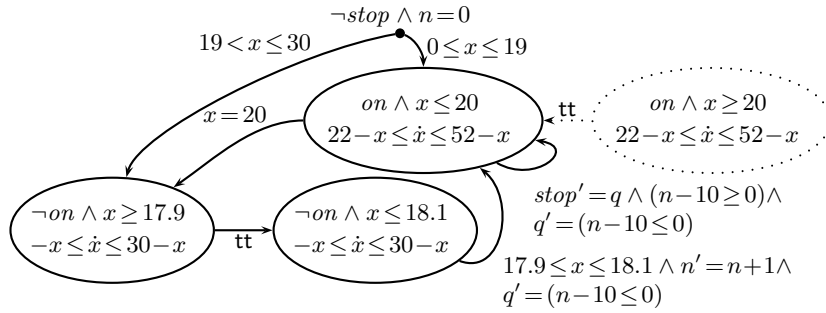 ¬stop ∧ n=0
19<x≤30
0≤x≤19
on ∧ x≤20
22−x≤ẋ≤52−x
tt
on ∧ x≥20
22−x≤ẋ≤52−x
x=20
¬on ∧ x≥17.9
−x≤ẋ≤30−x
tt
¬on ∧ x≤18.1
−x≤ẋ≤30−x
stop′=q ∧ (n−10≥0)∧
q′=(n−10≤0)
17.9≤x≤18.1 ∧ n′=n+1∧
q′=(n−10≤0)